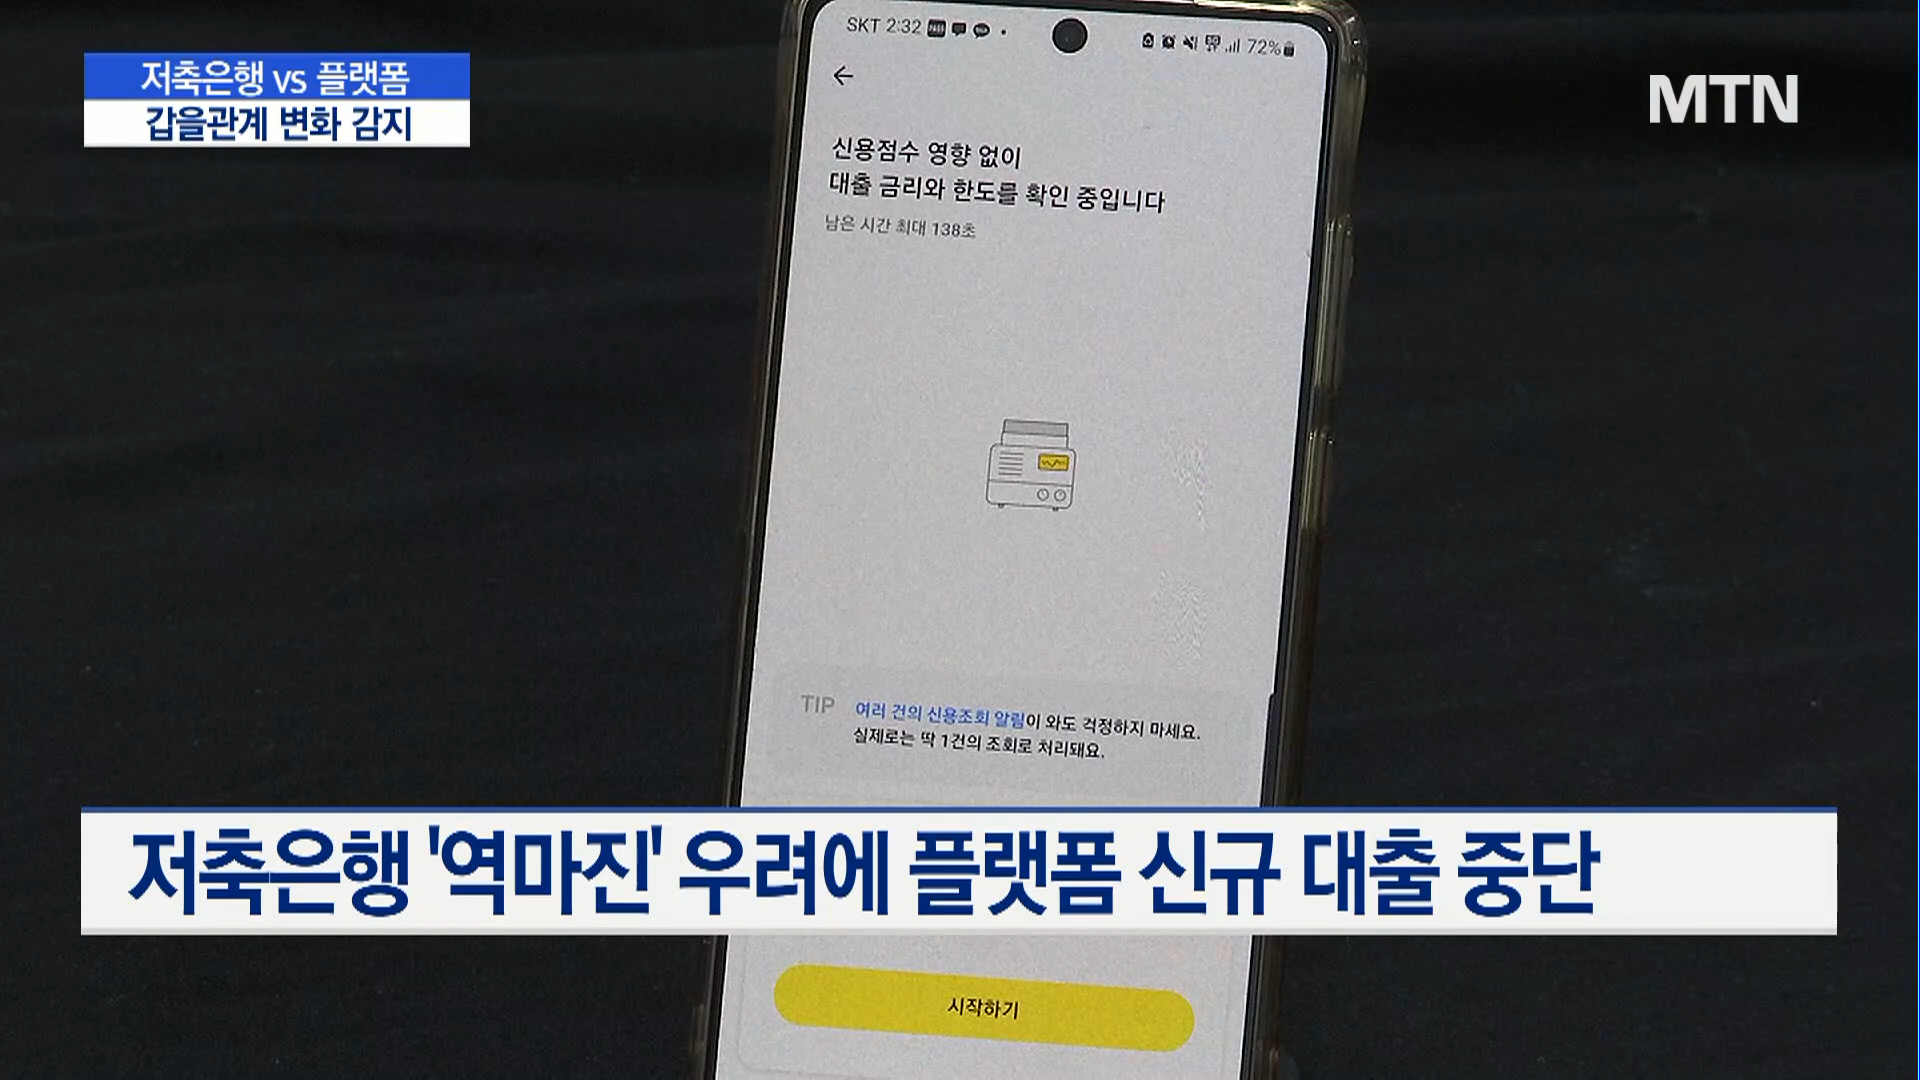 저축은행 vs 플랫폼
갑을관계 변화 감지
MTN
SKT 2:32
72%
신용점수 영향 없이
대출 금리와 한도를 확인 중입니다
남은 시간 최대 138초
TIP 여러 건의 신용조회 알림이 와도 걱정하지 마세요.
실제로는 딱 1건의 조회로 처리돼요.
저축은행 '역마진' 우려에 플랫폼 신규 대출 중단
시작하기